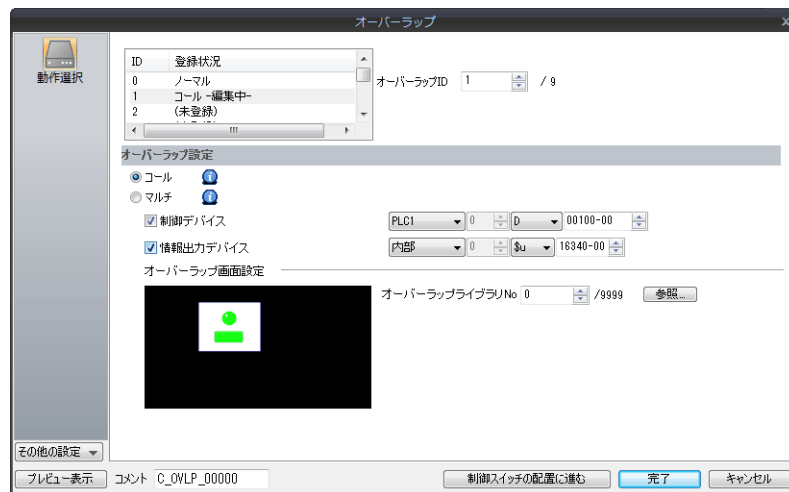 オーバーラップ
動作選択
ID 登録状況
0 ノーマル
1 コール -編集中-
2 (未登録)
オーバーラップID 1 / 9
オーバーラップ設定
コール
マルチ
制御デバイス PLC1 0 D 00100-00
情報出力デバイス 内部 0 $u 16340-00
オーバーラップ画面設定
オーバーラップライブラリNo 0 /9999 参照...
その他の設定
プレビュー表示 コメント C_OVLP_00000 制御スイッチの配置に進む 完了 キャンセル